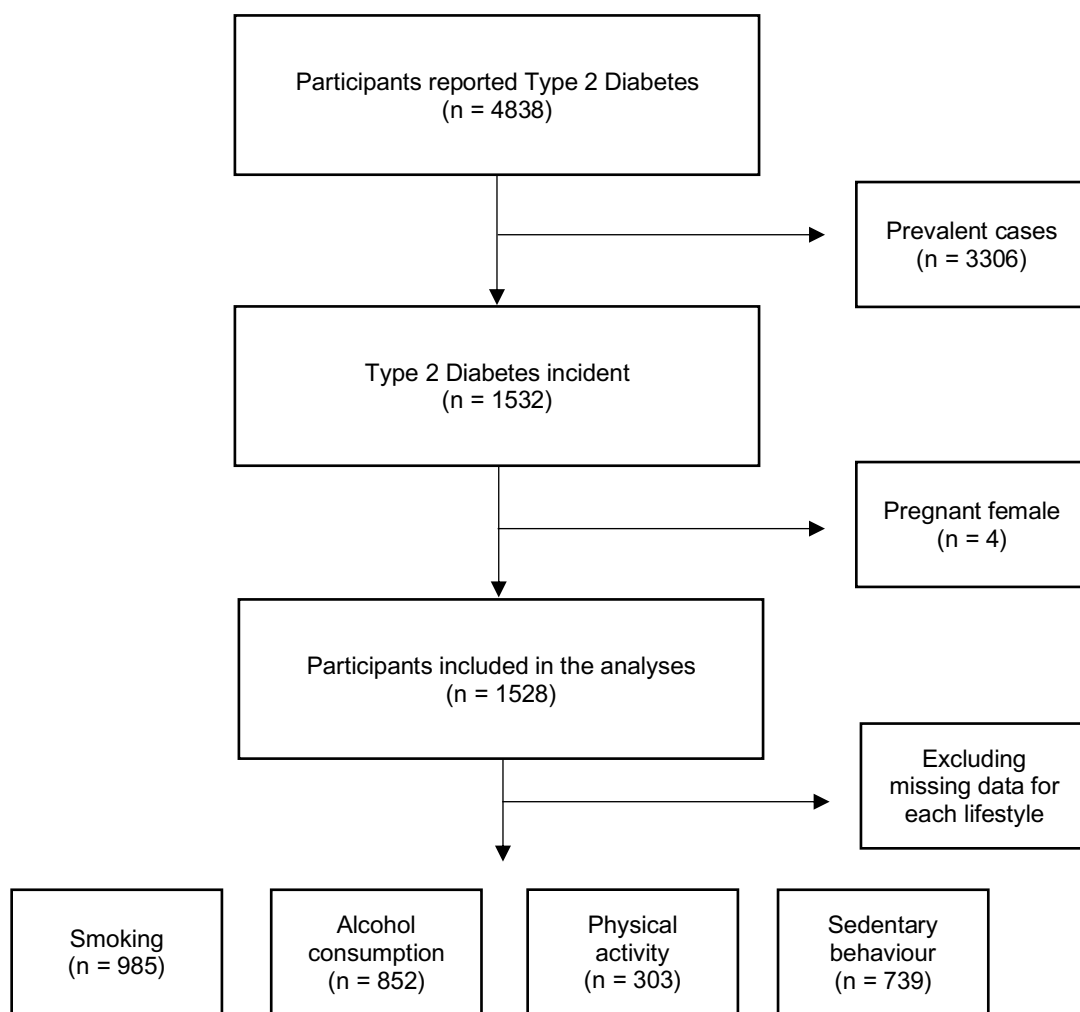 Participants reported Type 2 Diabetes
(n = 4838)
Prevalent cases
(n = 3306)
Type 2 Diabetes incident
(n = 1532)
Pregnant female
(n = 4)
Participants included in the analyses
(n = 1528)
Excluding
missing data for
each lifestyle
Smoking
(n = 985)
Alcohol
consumption
(n = 852)
Physical
activity
(n = 303)
Sedentary
behaviour
(n = 739)